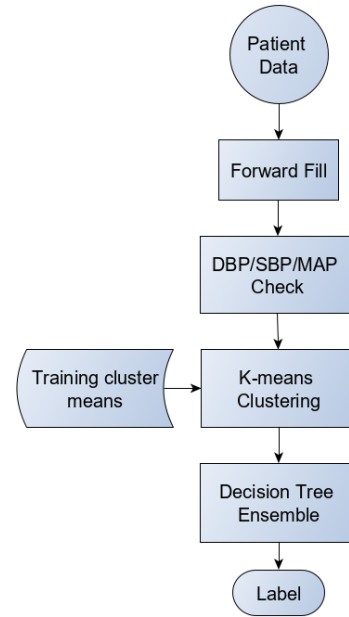 Patient
Data
Forward Fill
DBP/SBP/MAP
Check
Training cluster
means
K-means
Clustering
Decision Tree
Ensemble
Label